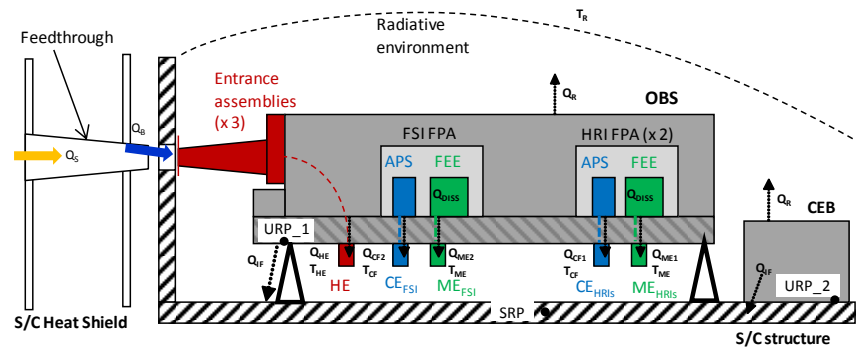 Feedthrough
Radiative
environment
T_R
Q_R
OBS
Entrance
assemblies
(x 3)
FSI FPA
HRI FPA (x 2)
Q_B
Q_S
APS
FEE
APS
FEE
Q_DISS
Q_DISS
Q_R
CEB
URP_1
Q_IF
Q_HE
T_HE
HE
Q_CF2
T_CF
CE_FSI
Q_ME2
T_ME
ME_FSI
Q_CF1
T_CF
CE_HRIs
Q_ME1
T_ME
ME_HRIs
Q_IF
URP_2
SRP
S/C Heat Shield
S/C structure